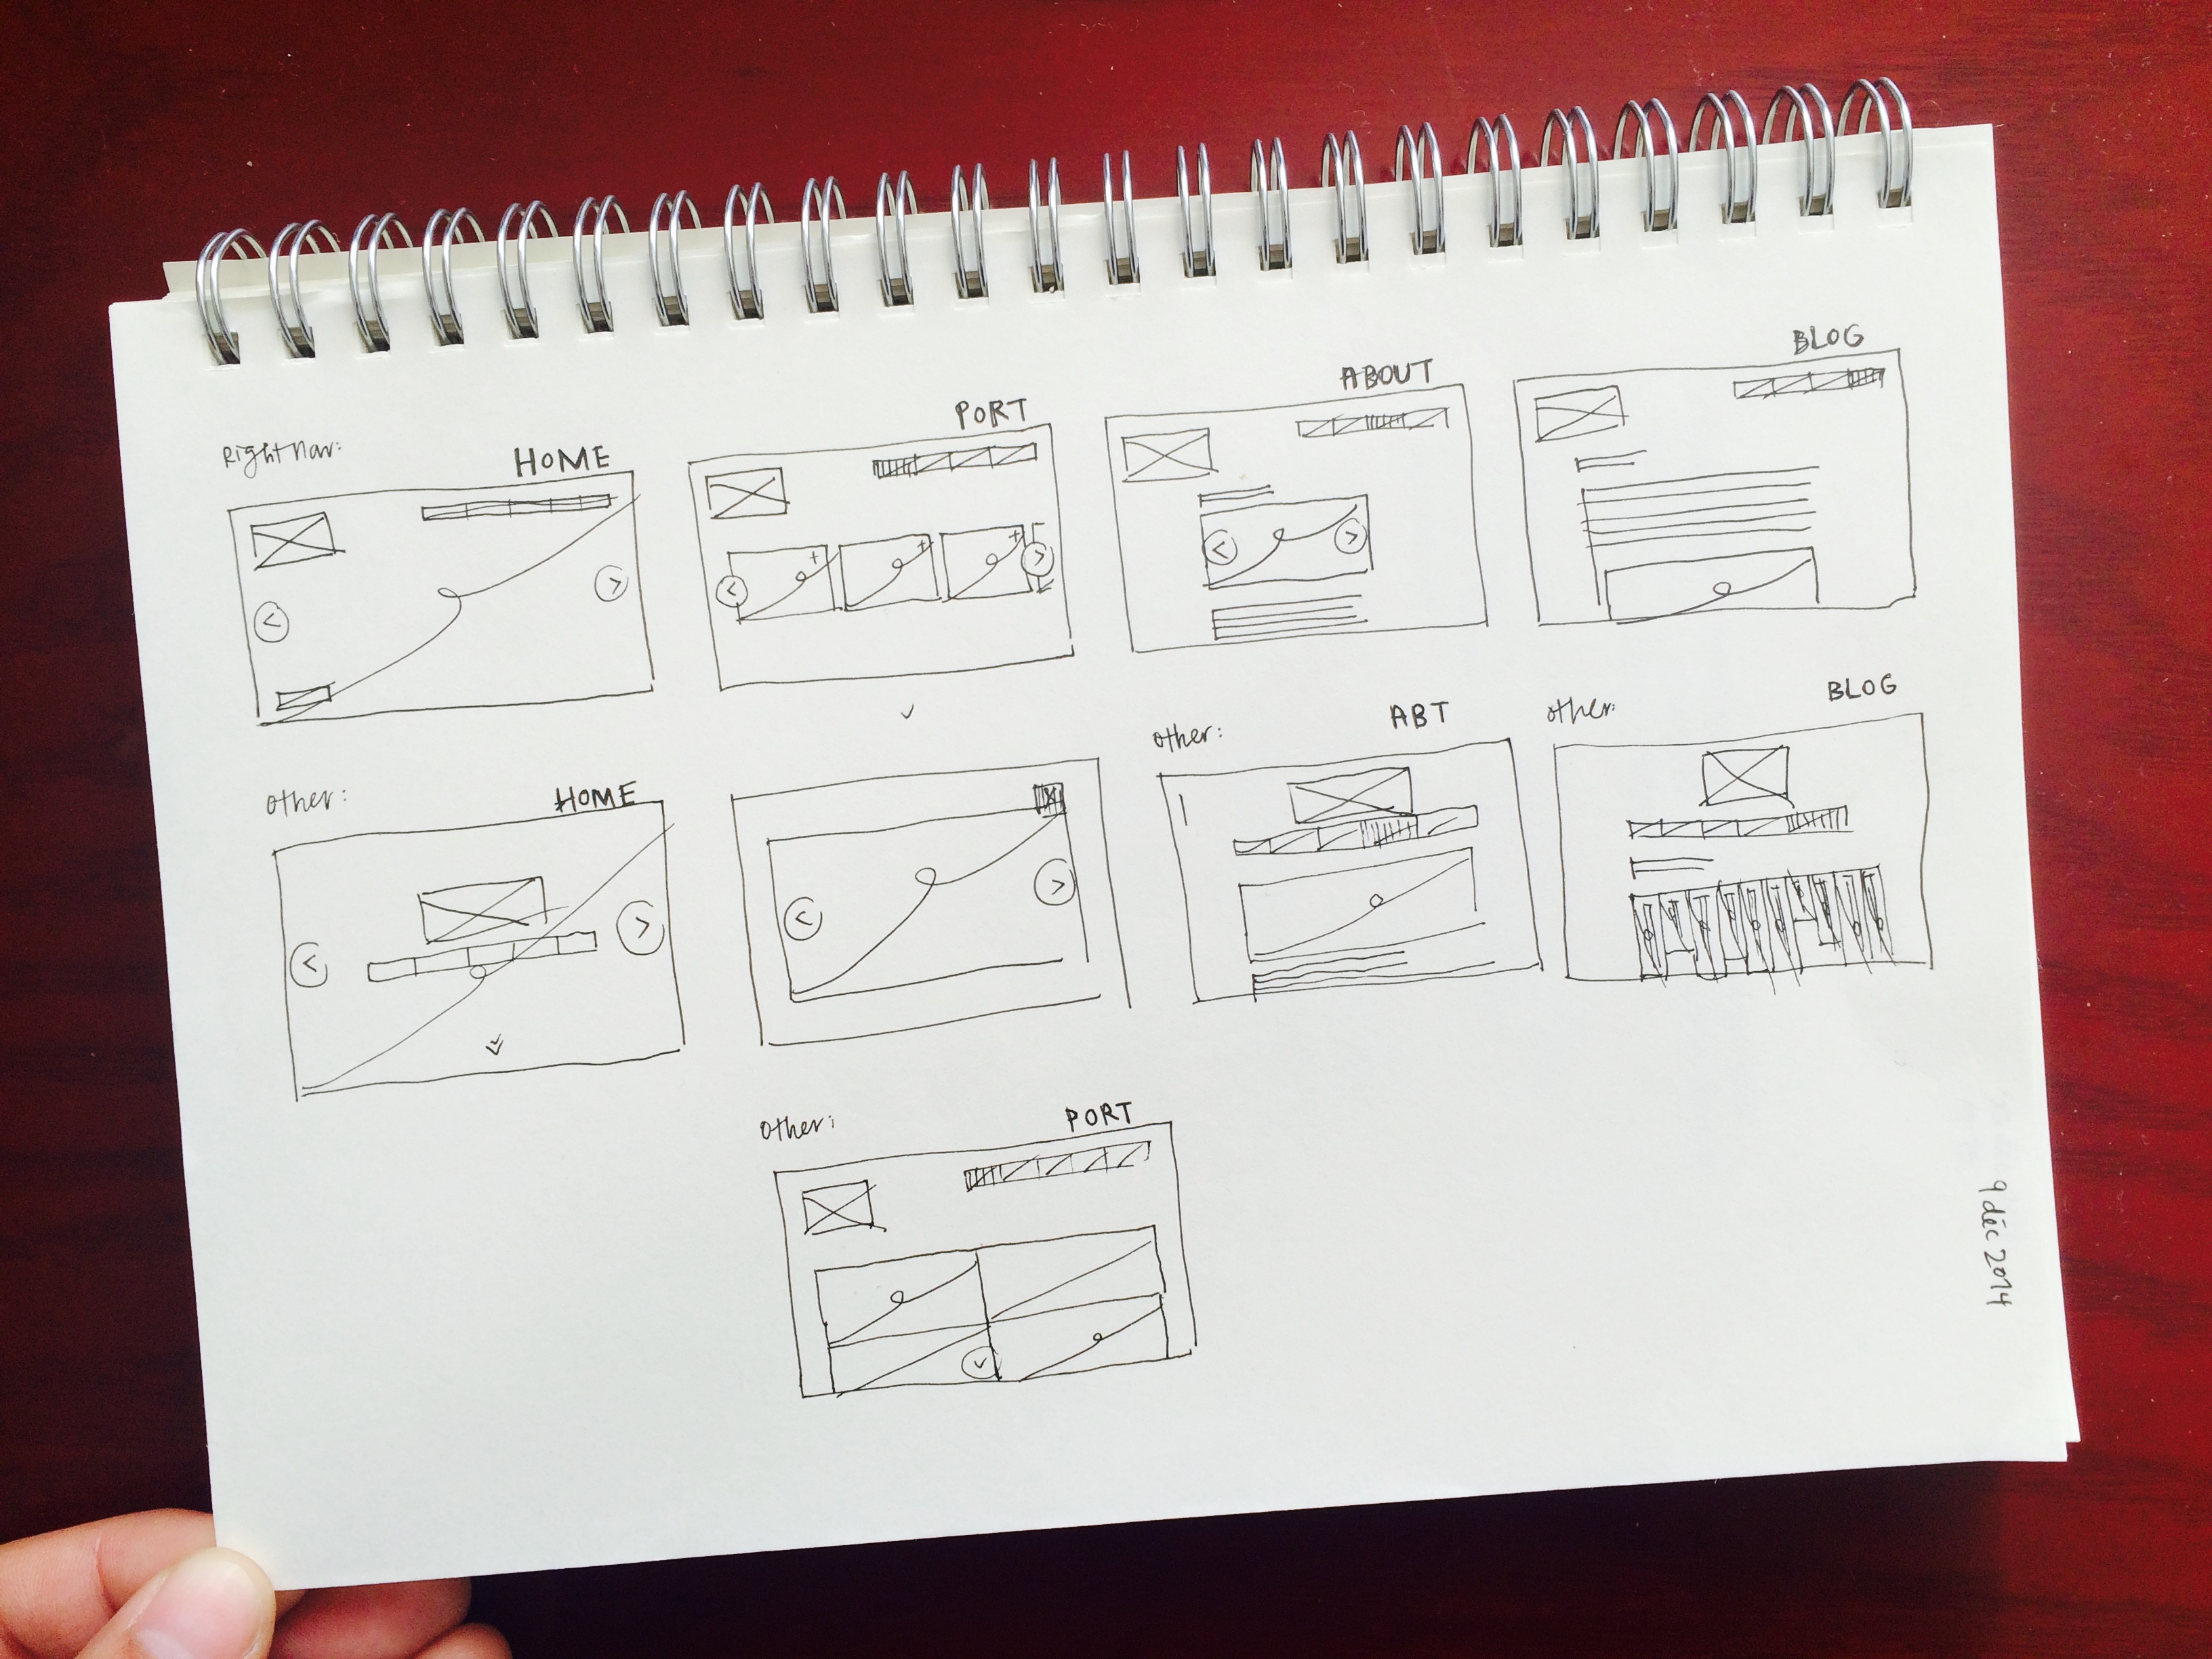 Right Nav:
HOME
PORT
ABOUT
BLOG
other:
HOME
other:
ABT
other:
BLOG
other:
PORT
9 déc 2014